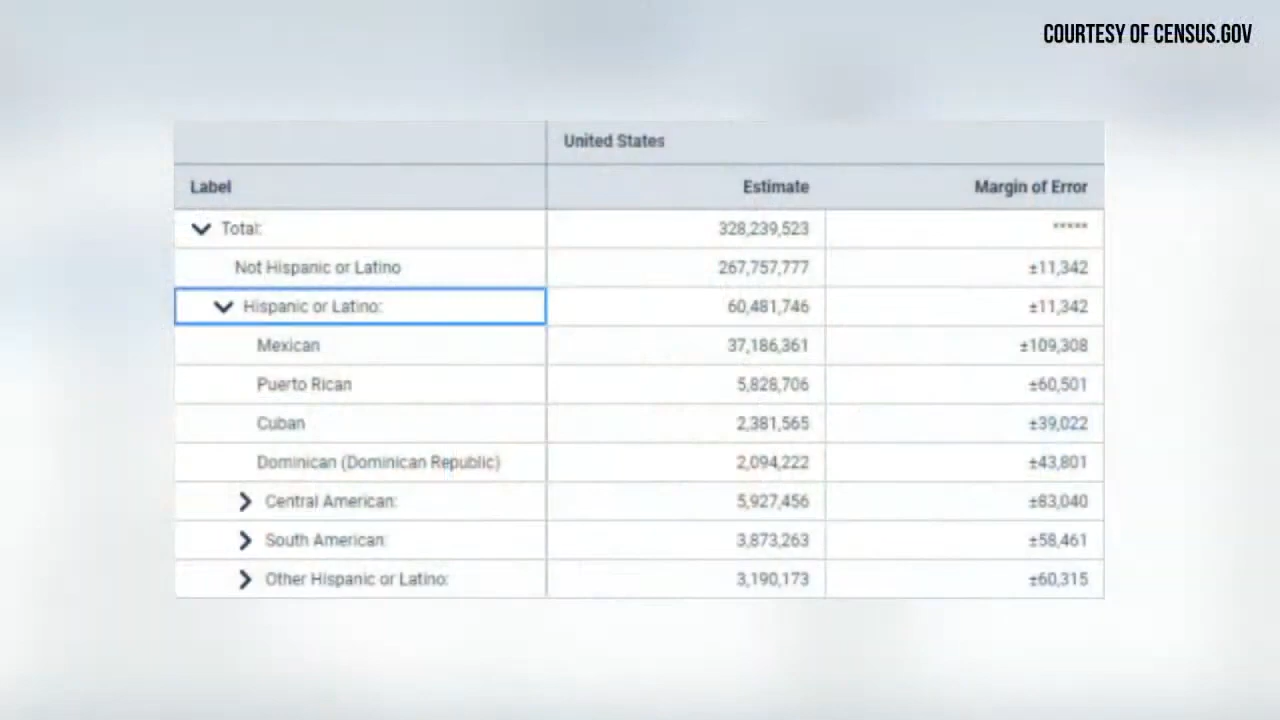 COURTESY OF CENSUS.GOV
United States
Label Estimate Margin of Error
Total: 328,239,523 *****
Not Hispanic or Latino 267,757,777 ±11,342
Hispanic or Latino: 60,481,746 ±11,342
Mexican 37,186,361 ±109,308
Puerto Rican 5,828,706 ±60,501
Cuban 2,381,565 ±39,022
Dominican (Dominican Republic) 2,094,222 ±43,801
Central American: 5,927,456 ±83,040
South American: 3,873,263 ±58,461
Other Hispanic or Latino: 3,190,173 ±60,315